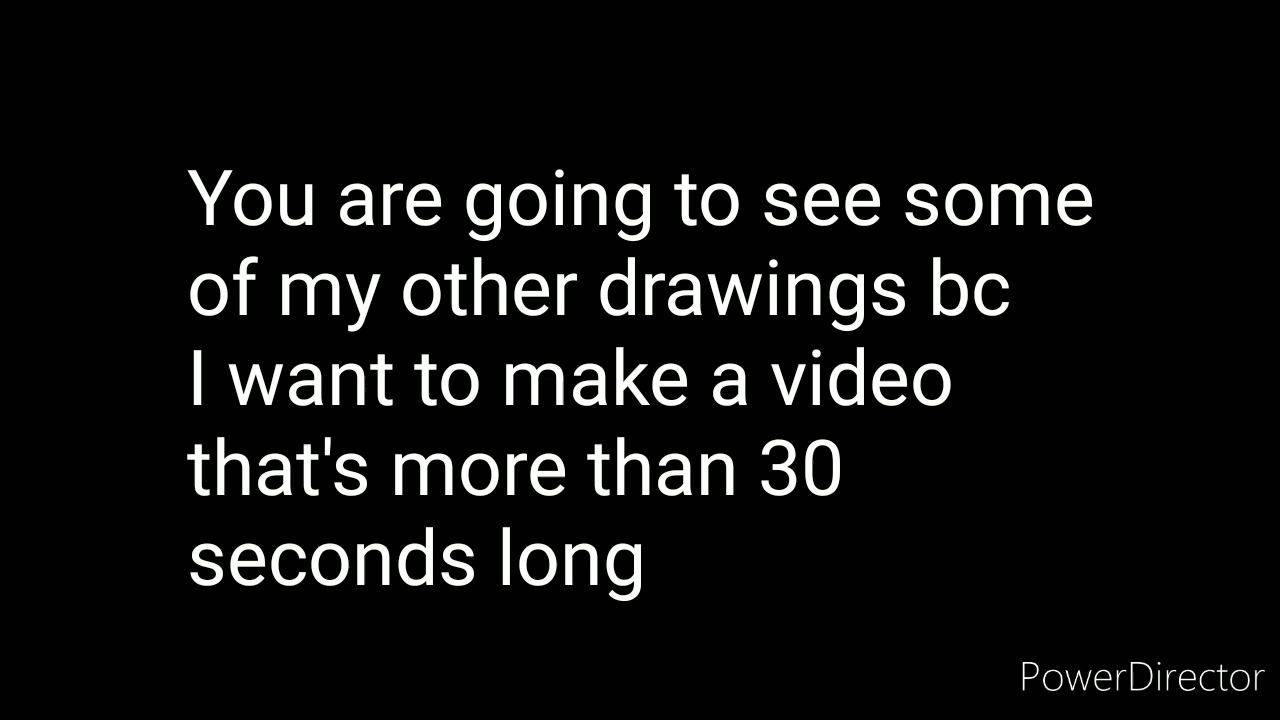 You are going to see some
of my other drawings bc
I want to make a video
that's more than 30
seconds long
PowerDirector